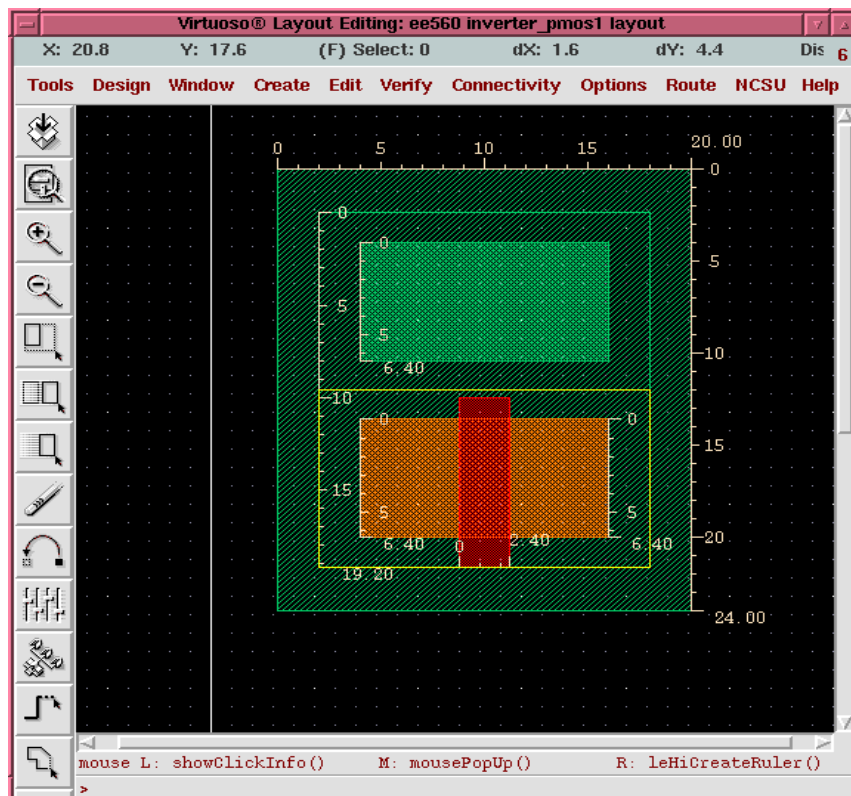 Virtuoso® Layout Editing: ee560 inverter_pmos1 layout
X: 20.8 Y: 17.6 (F) Select: 0 dX: 1.6 dY: 4.4 Dis 6
Tools Design Window Create Edit Verify Connectivity Options Route NCSU Help
0 5 10 15 20.00
0
0
0
5
5
5
6.40
10
10
0 0
15
15
5 5
6.40 0 2.40 6.40
20
19.20
24.00
mouse L: showClickInfo() M: mousePopUp() R: leHiCreateRuler()
>